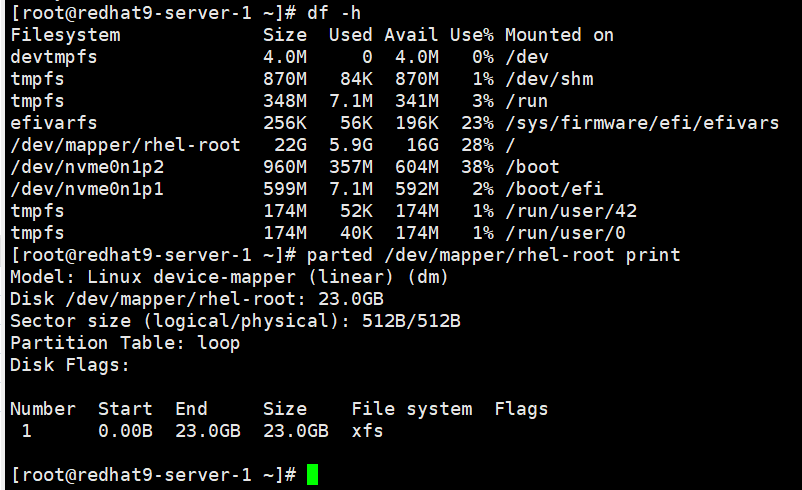 [root@redhat9-server-1 ~]# df -h
Filesystem             Size  Used Avail Use% Mounted on
devtmpfs               4.0M     0  4.0M   0% /dev
tmpfs                  870M   84K  870M   1% /dev/shm
tmpfs                  348M  7.1M  341M   3% /run
efivarfs               256K   56K  196K  23% /sys/firmware/efi/efivars
/dev/mapper/rhel-root   22G  5.9G   16G  28% /
/dev/nvme0n1p2         960M  357M  604M  38% /boot
/dev/nvme0n1p1         599M  7.1M  592M   2% /boot/efi
tmpfs                  174M   52K  174M   1% /run/user/42
tmpfs                  174M   40K  174M   1% /run/user/0
[root@redhat9-server-1 ~]# parted /dev/mapper/rhel-root print
Model: Linux device-mapper (linear) (dm)
Disk /dev/mapper/rhel-root: 23.0GB
Sector size (logical/physical): 512B/512B
Partition Table: loop
Disk Flags:
Number  Start  End     Size    File system  Flags
 1      0.00B  23.0GB  23.0GB  xfs
[root@redhat9-server-1 ~]#